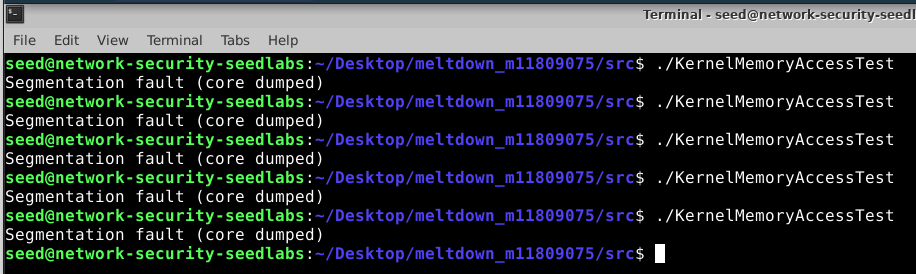 Terminal - seed@network-security-seedl
File Edit View Terminal Tabs Help
seed@network-security-seedlabs:~/Desktop/meltdown_m11809075/src$ ./KernelMemoryAccessTest
Segmentation fault (core dumped)
seed@network-security-seedlabs:~/Desktop/meltdown_m11809075/src$ ./KernelMemoryAccessTest
Segmentation fault (core dumped)
seed@network-security-seedlabs:~/Desktop/meltdown_m11809075/src$ ./KernelMemoryAccessTest
Segmentation fault (core dumped)
seed@network-security-seedlabs:~/Desktop/meltdown_m11809075/src$ ./KernelMemoryAccessTest
Segmentation fault (core dumped)
seed@network-security-seedlabs:~/Desktop/meltdown_m11809075/src$ ./KernelMemoryAccessTest
Segmentation fault (core dumped)
seed@network-security-seedlabs:~/Desktop/meltdown_m11809075/src$